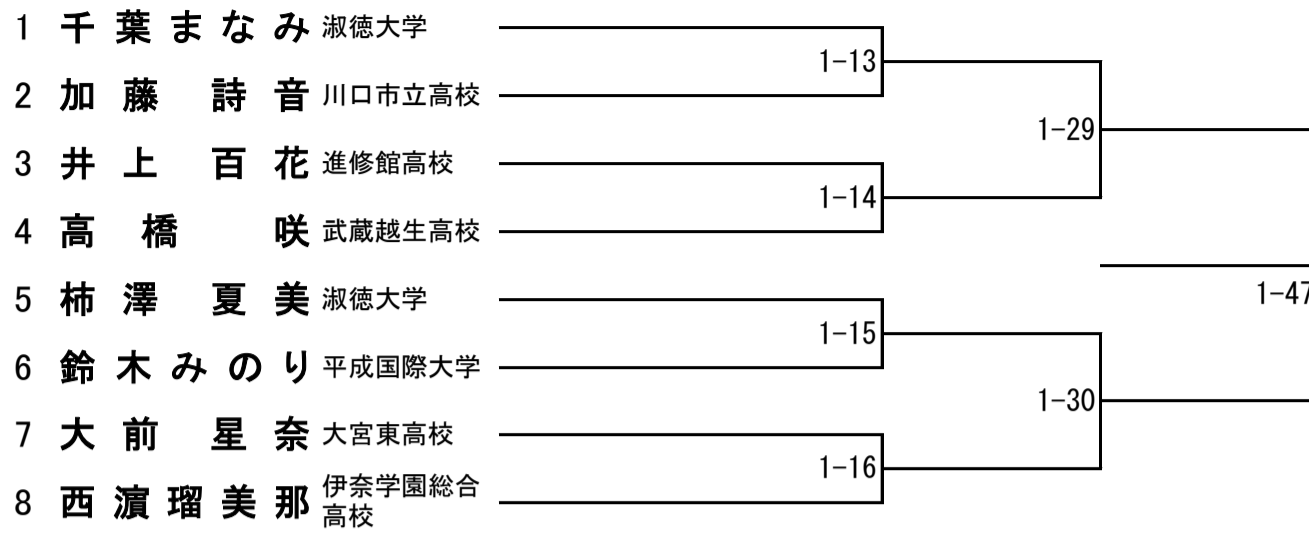 1 千葉まなみ 淑徳大学
1-13
2 加藤 詩音 川口市立高校
1-29
3 井上 百花 進修館高校
1-14
4 高橋 咲 武蔵越生高校
1-47
5 柿澤 夏美 淑徳大学
1-15
6 鈴木みのり 平成国際大学
1-30
7 大前 星奈 大宮東高校
1-16
8 西濵瑠美那 伊奈学園総合
高校